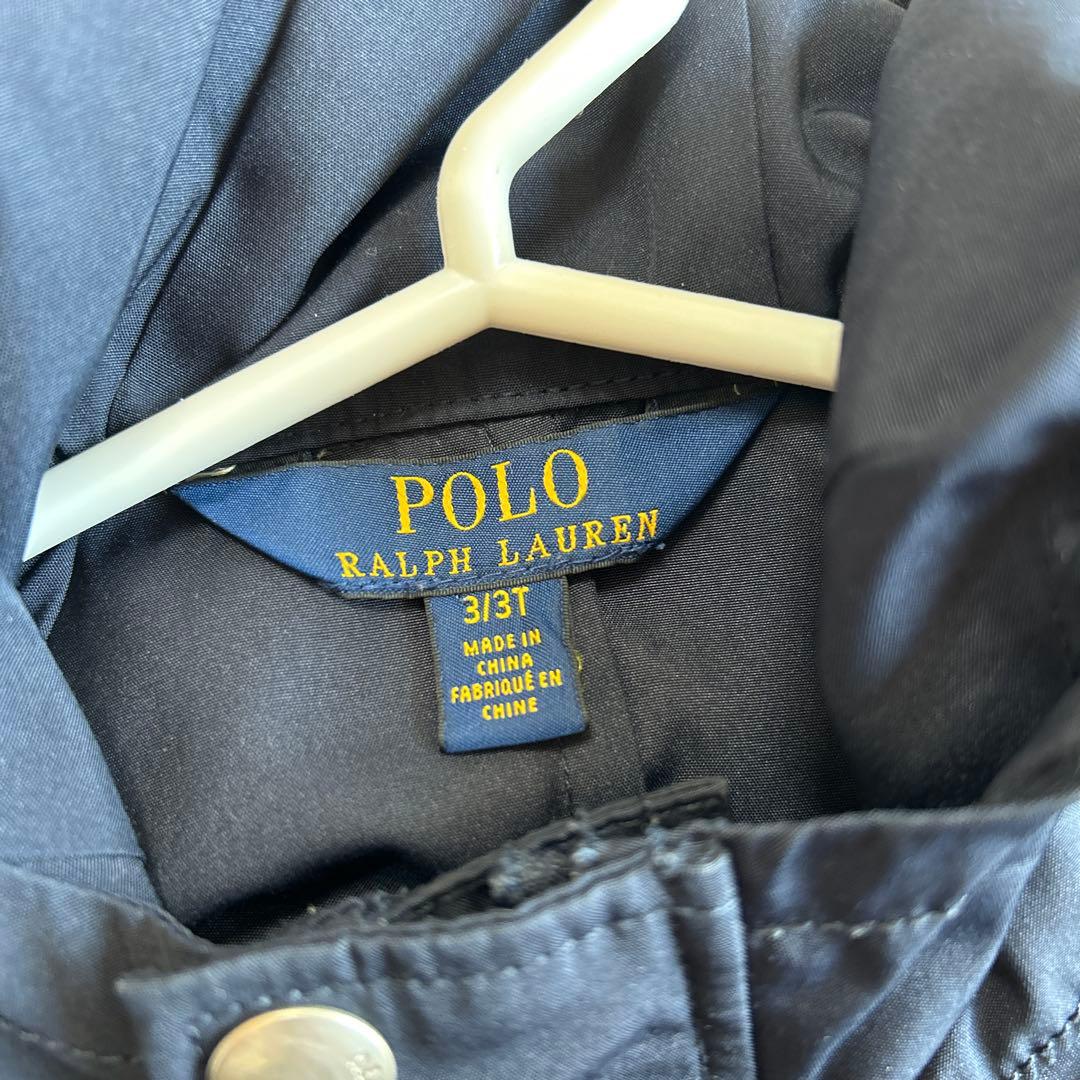 POLO
RALPH LAUREN
3/3T
MADE IN
CHINA
FABRIQUÉ EN
CHINE